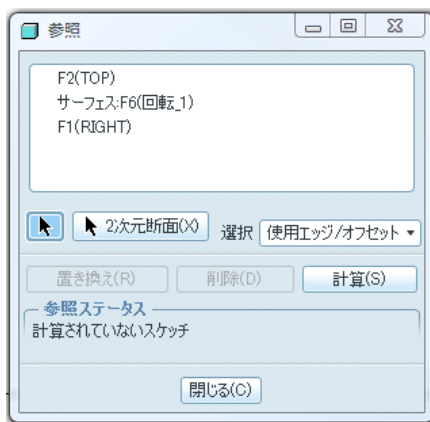 参照
F2(TOP)
サーフェス:F6(回転_1)
F1(RIGHT)
2次元断面(X) 選択 使用エッジ/オフセット
置き換え(R) 削除(D) 計算(S)
参照ステータス
計算されていないスケッチ
閉じる(C)